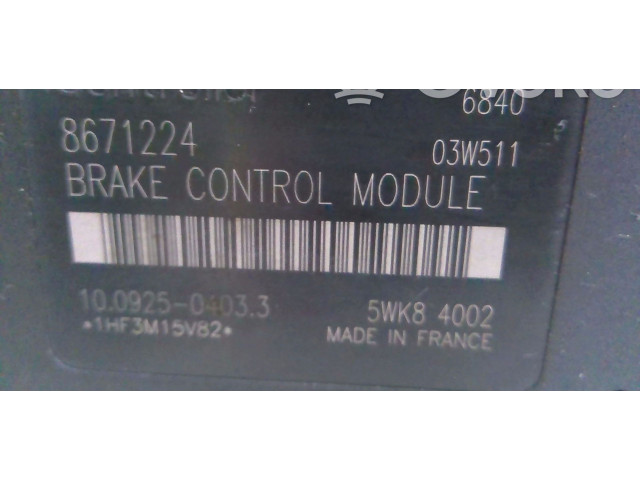 6840
8671224 03W511
BRAKE CONTROL MODULE
10.0925-0403.3 5WK8 4002
*1HF3M15V82* MADE IN FRANCE